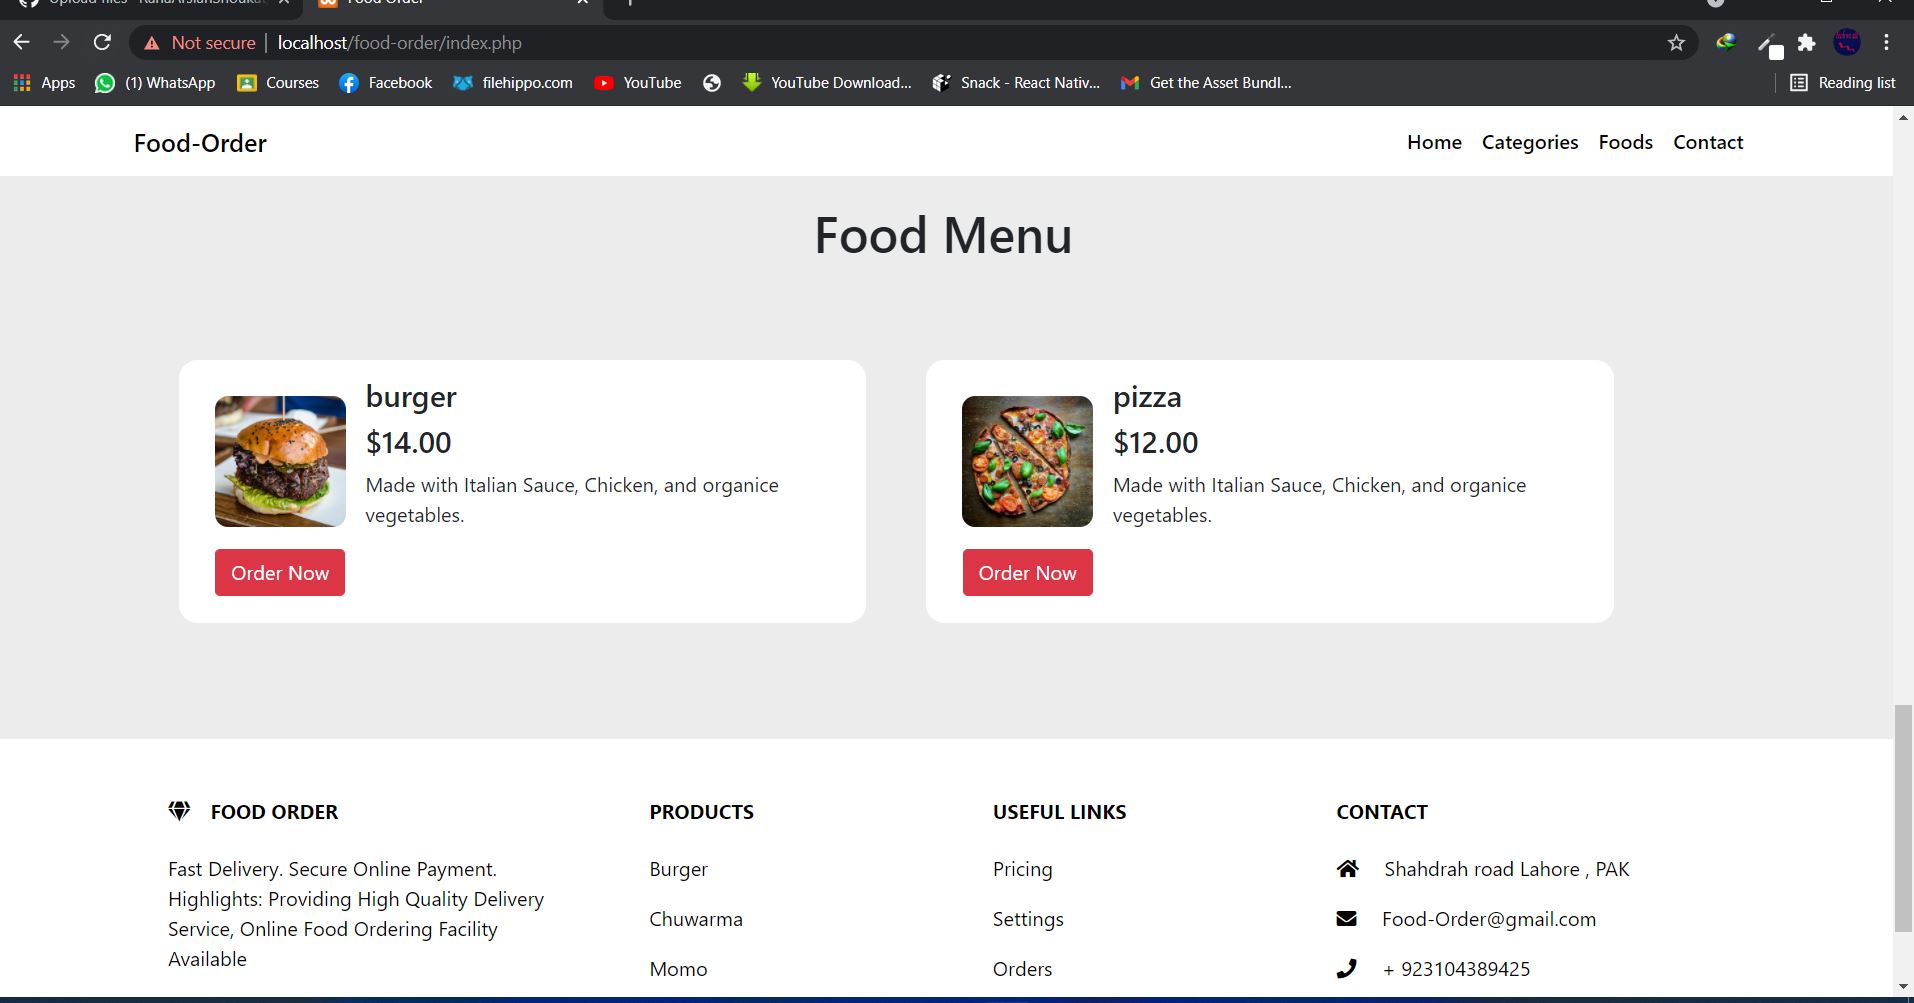 Food Order
Not secure | localhost/food-order/index.php
Apps (1) WhatsApp Courses Facebook filehippo.com YouTube YouTube Download... Snack - React Nativ... Get the Asset Bundl... Reading list
Food-Order Home Categories Foods Contact
Food Menu
burger
$14.00
Made with Italian Sauce, Chicken, and organice
vegetables.
Order Now
pizza
$12.00
Made with Italian Sauce, Chicken, and organice
vegetables.
Order Now
FOOD ORDER
Fast Delivery. Secure Online Payment.
Highlights: Providing High Quality Delivery
Service, Online Food Ordering Facility
Available
PRODUCTS
Burger
Chuwarma
Momo
USEFUL LINKS
Pricing
Settings
Orders
CONTACT
Shahdrah road Lahore , PAK
Food-Order@gmail.com
+ 923104389425